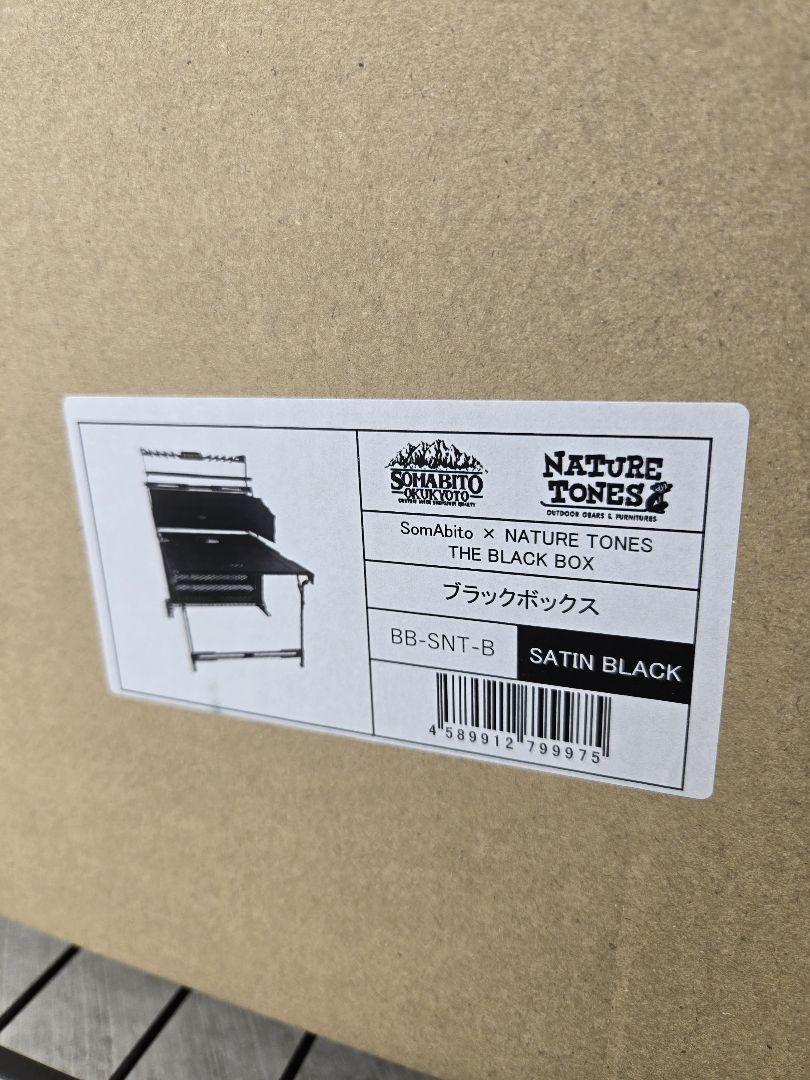 SOMABITO
OKUKYOTO
NATURE
TONES
OUTDOOR GEARS & FURNITURES
SomAbito × NATURE TONES
THE BLACK BOX
ブラックボックス
BB-SNT-B
SATIN BLACK
4 589912 799975